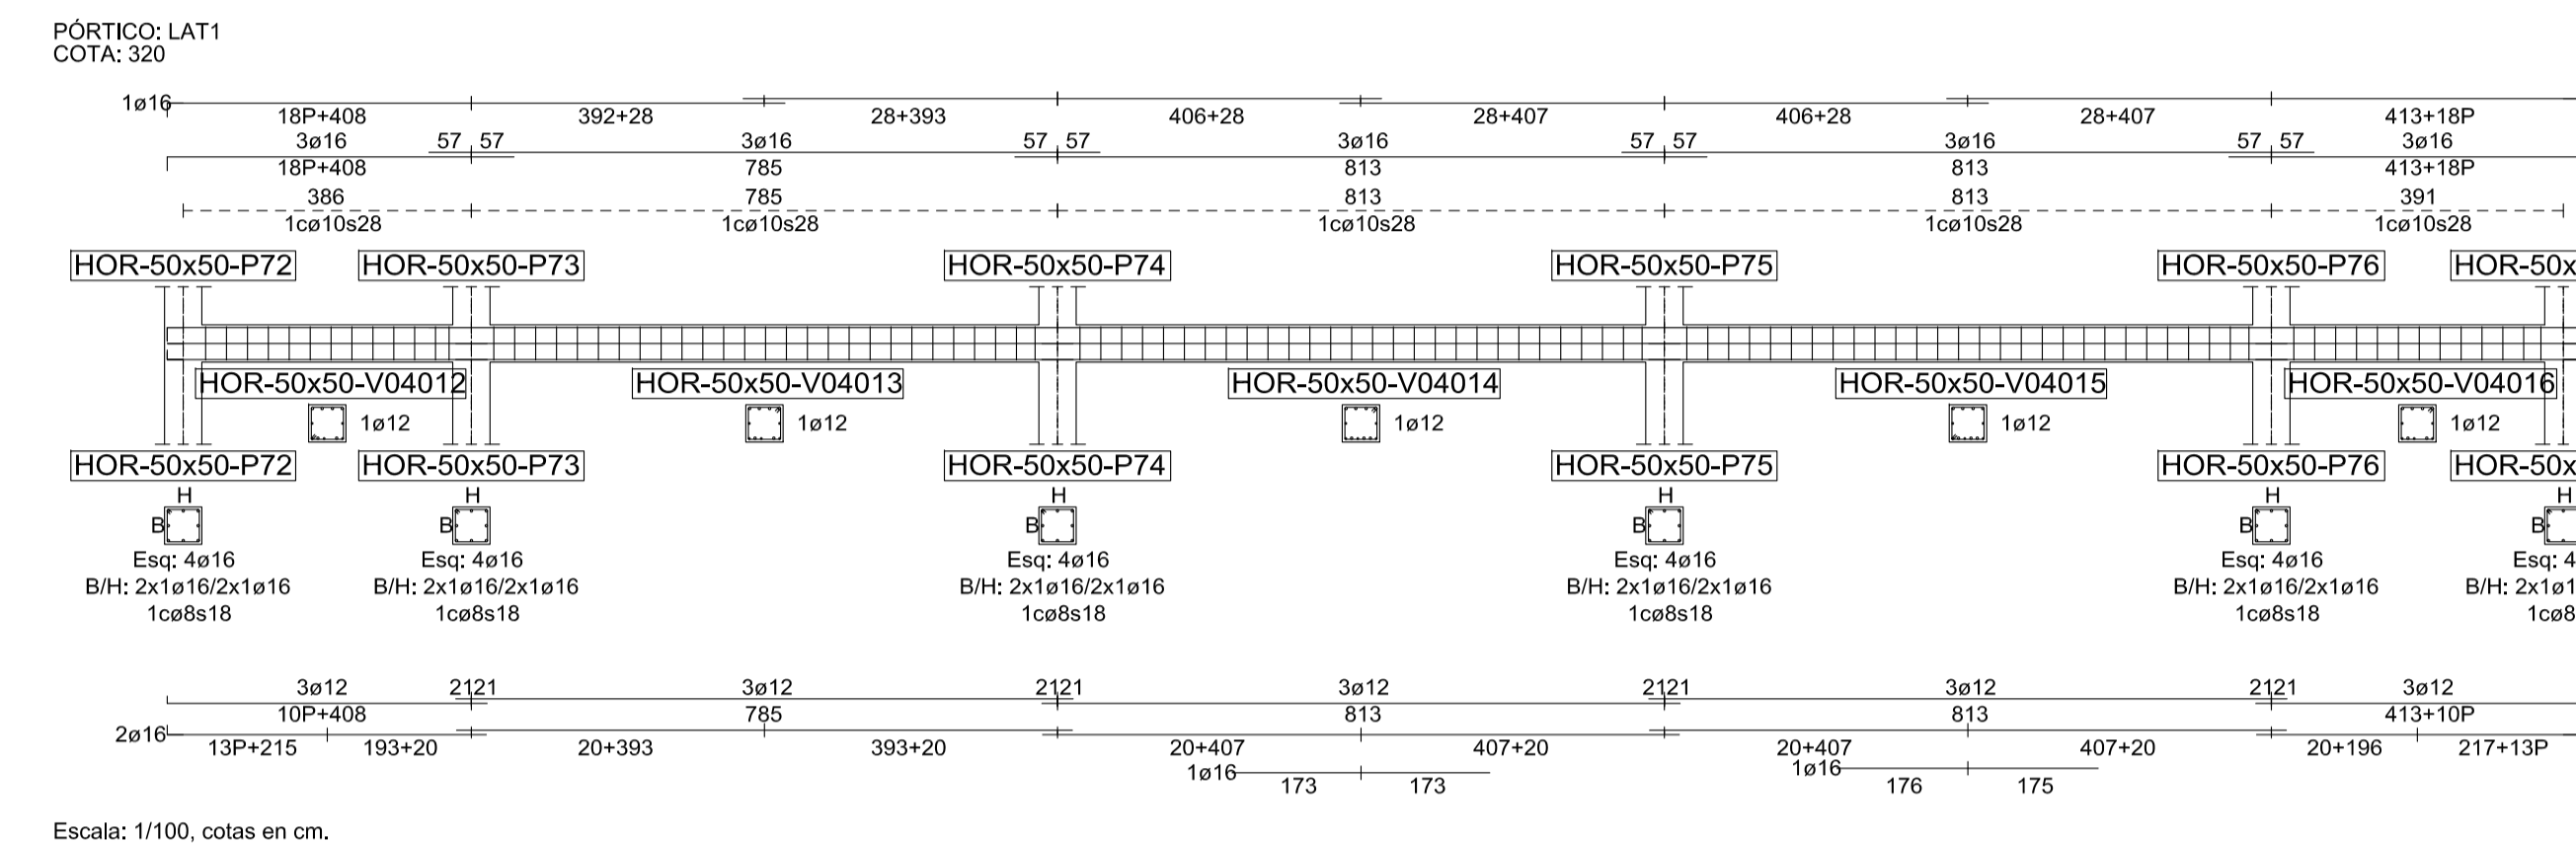 PÓRTICO: LAT1
COTA: 320
1ø16 18P+408 392+28 28+393 406+28 28+407 406+28 28+407 413+18P
3ø16 57 57 3ø16 57 57 3ø16 57 57 3ø16 57 57 3ø16
18P+408 785 813 813 413+18P
386 785 813 813 391
1cø10s28 1cø10s28 1cø10s28 1cø10s28 1cø10s28
HOR-50x50-P72 HOR-50x50-P73 HOR-50x50-P74 HOR-50x50-P75 HOR-50x50-P76 HOR-50x
HOR-50x50-V04012 HOR-50x50-V04013 HOR-50x50-V04014 HOR-50x50-V04015 HOR-50x50-V04016
1ø12 1ø12 1ø12 1ø12 1ø12
HOR-50x50-P72 HOR-50x50-P73 HOR-50x50-P74 HOR-50x50-P75 HOR-50x50-P76 HOR-50x
H H H H H H
B B B B B B
Esq: 4ø16 Esq: 4ø16 Esq: 4ø16 Esq: 4ø16 Esq: 4ø16 Esq: 4
B/H: 2x1ø16/2x1ø16 B/H: 2x1ø16/2x1ø16 B/H: 2x1ø16/2x1ø16 B/H: 2x1ø16/2x1ø16 B/H: 2x1ø16/2x1ø16 B/H: 2x1ø1
1cø8s18 1cø8s18 1cø8s18 1cø8s18 1cø8s18 1cø8
3ø12 2121 3ø12 2121 3ø12 2121 3ø12 2121 3ø12
10P+408 785 813 813 413+10P
2ø16 13P+215 193+20 20+393 393+20 20+407 407+20 20+407 407+20 20+196 217+13P
1ø16 173 173 1ø16 176 175
Escala: 1/100, cotas en cm.